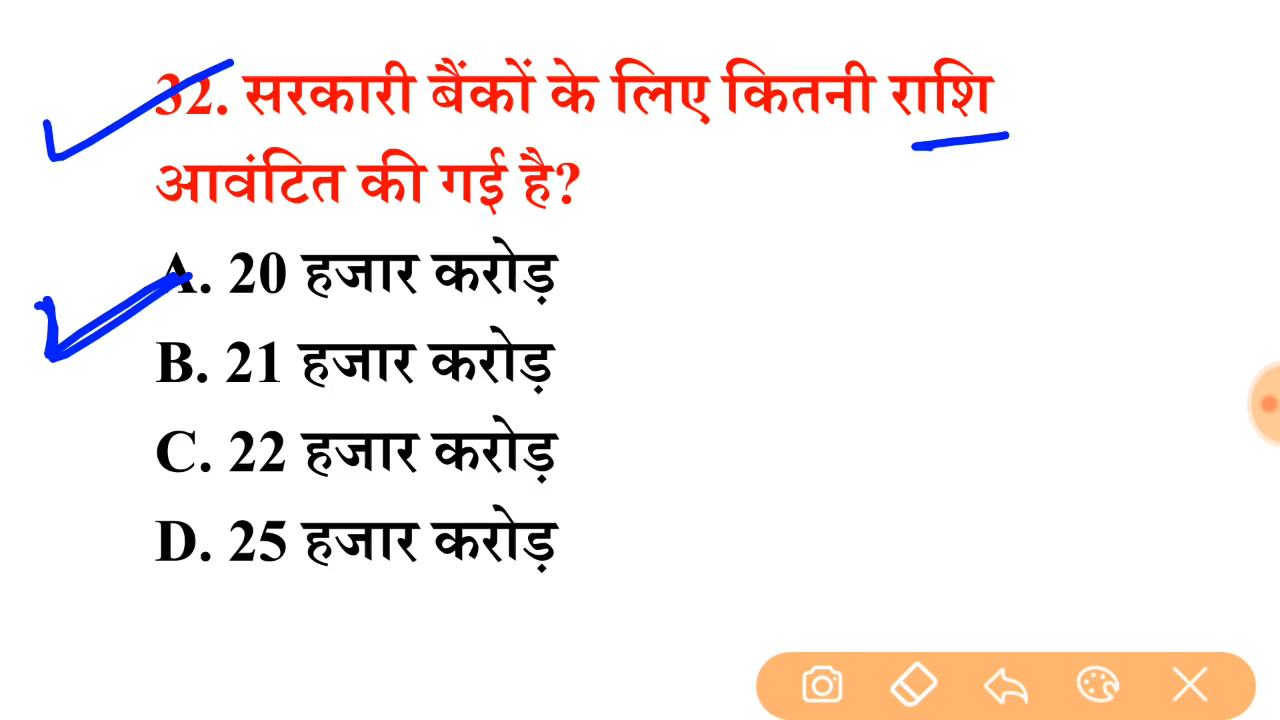 32. सरकारी बैंकों के लिए कितनी राशि
आवंटित की गई है?
A. 20 हजार करोड़
B. 21 हजार करोड़
C. 22 हजार करोड़
D. 25 हजार करोड़